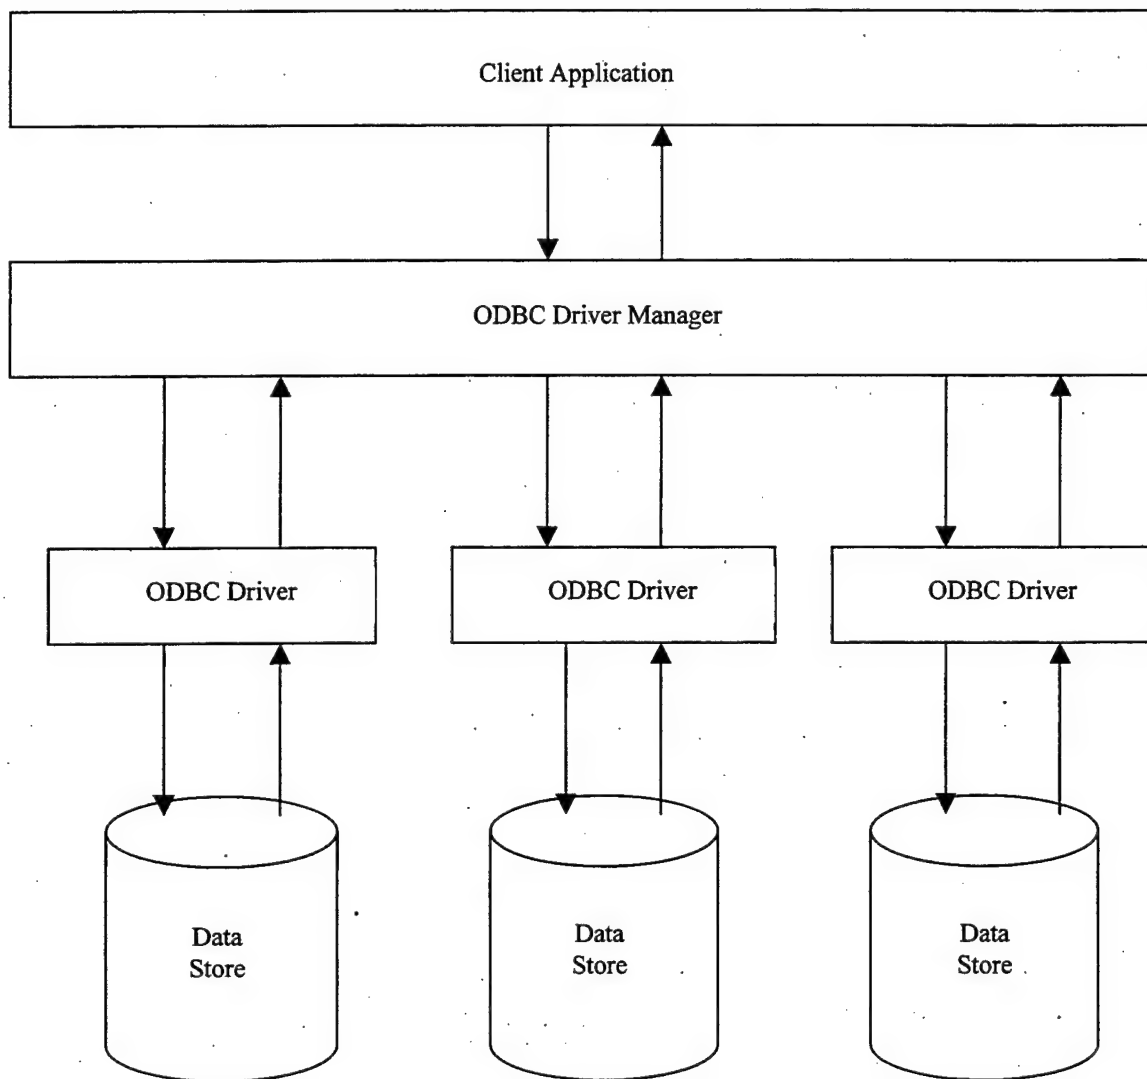 Client Application
ODBC Driver Manager
ODBC Driver
ODBC Driver
ODBC Driver
Data
Store
Data
Store
Data
Store